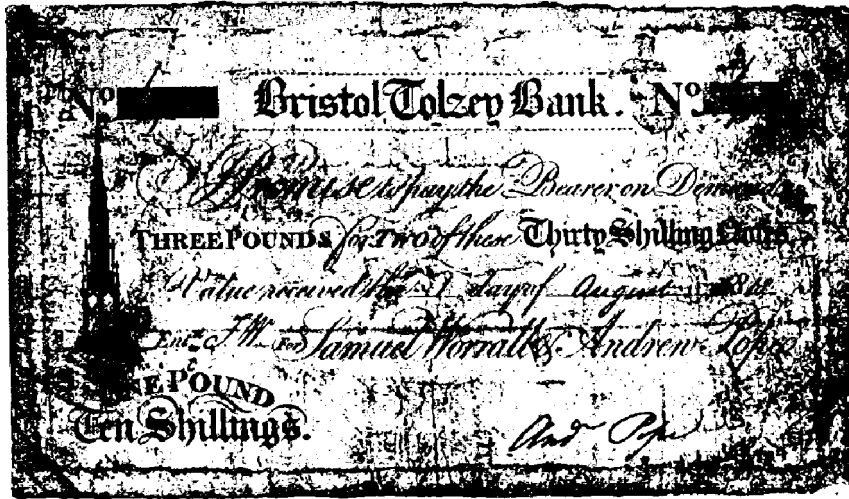 No Bristol Tolzey Bank. No.
I Promise to pay the Bearer on Demand
THREE POUNDS for TWO of these Thirty Shilling Notes,
Value received the day of August
Ent.d J W For Samuel Worrall & Andrew Pope
ONE POUND
Ten Shillings.
And Pope